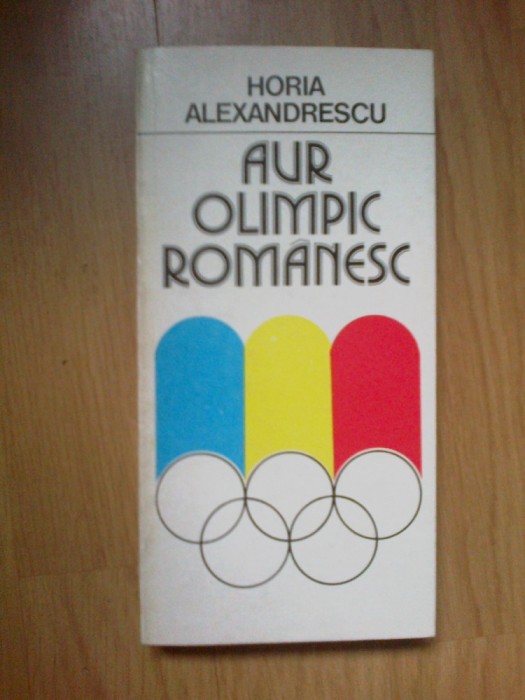 HORIA
ALEXANDRESCU
AUR
OLIMPIC
ROMÂNESC